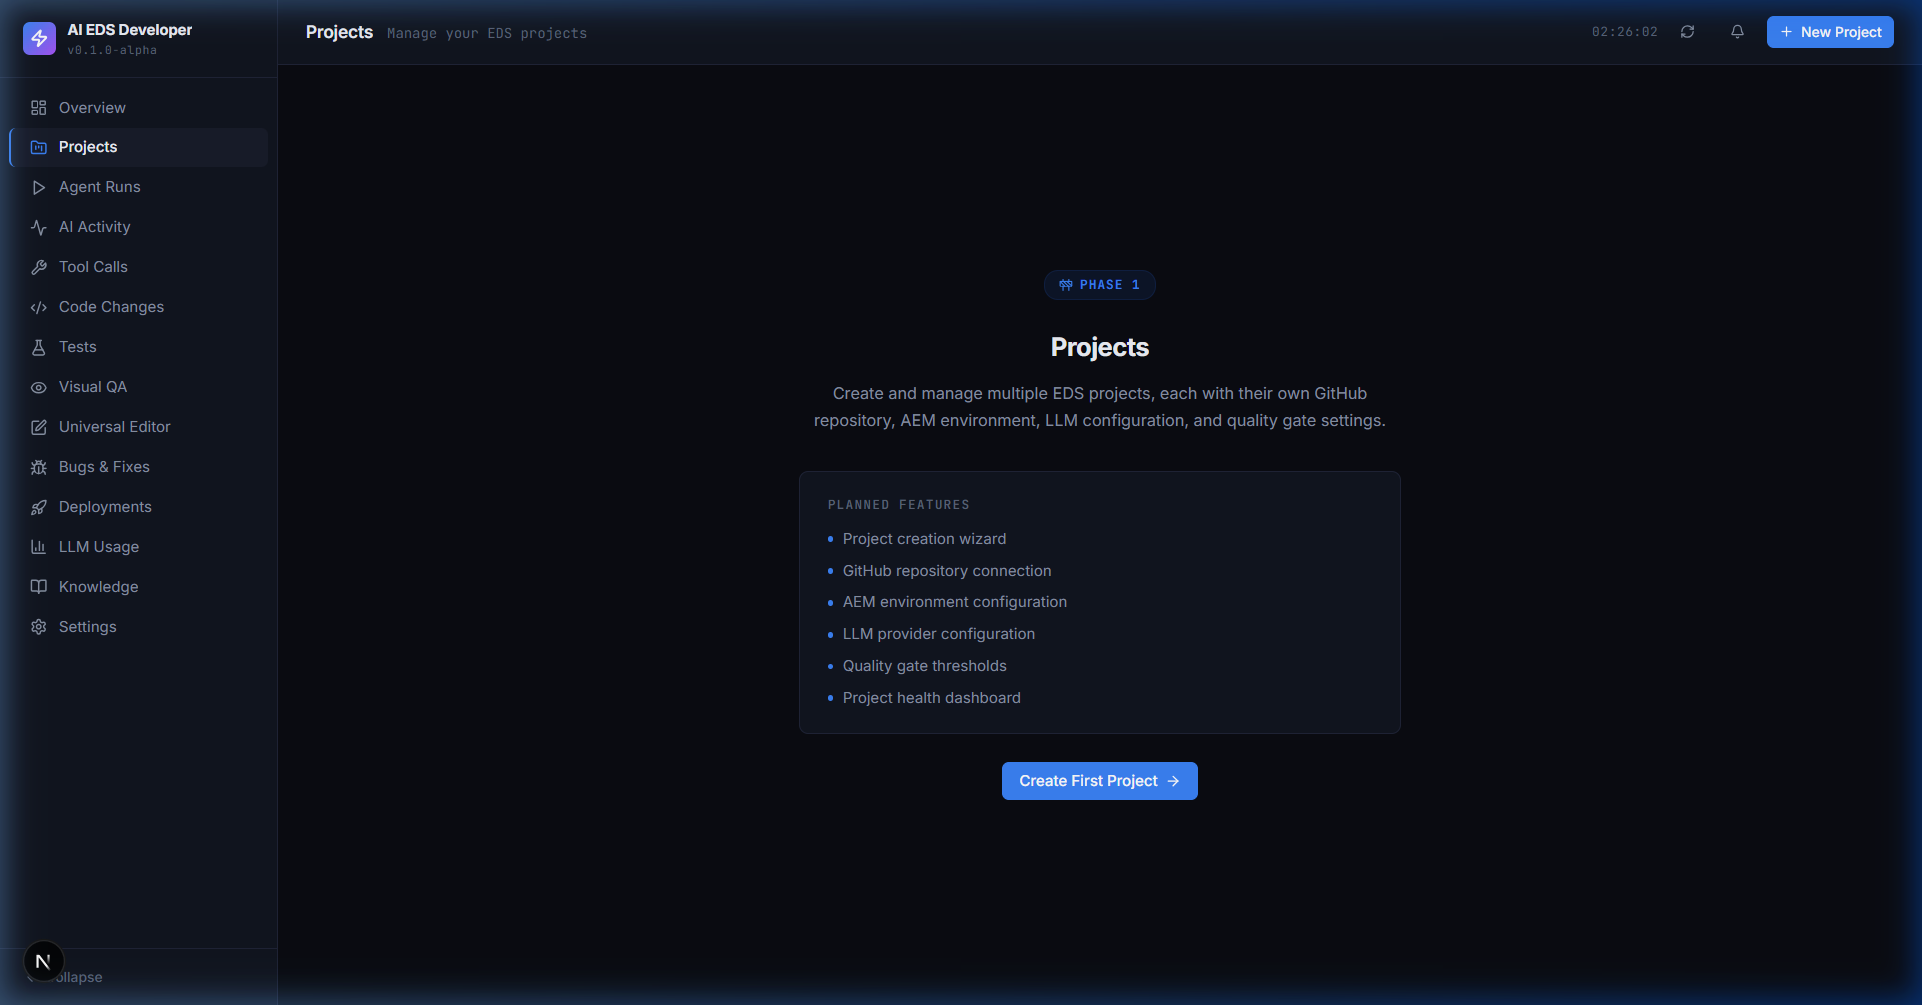 AI EDS Developer
v0.1.0-alpha
Overview
Projects
Agent Runs
AI Activity
Tool Calls
Code Changes
Tests
Visual QA
Universal Editor
Bugs & Fixes
Deployments
LLM Usage
Knowledge
Settings
N
ollapse
Projects Manage your EDS projects
02:26:02
New Project
PHASE 1
Projects
Create and manage multiple EDS projects, each with their own GitHub
repository, AEM environment, LLM configuration, and quality gate settings.
PLANNED FEATURES
Project creation wizard
GitHub repository connection
AEM environment configuration
LLM provider configuration
Quality gate thresholds
Project health dashboard
Create First Project